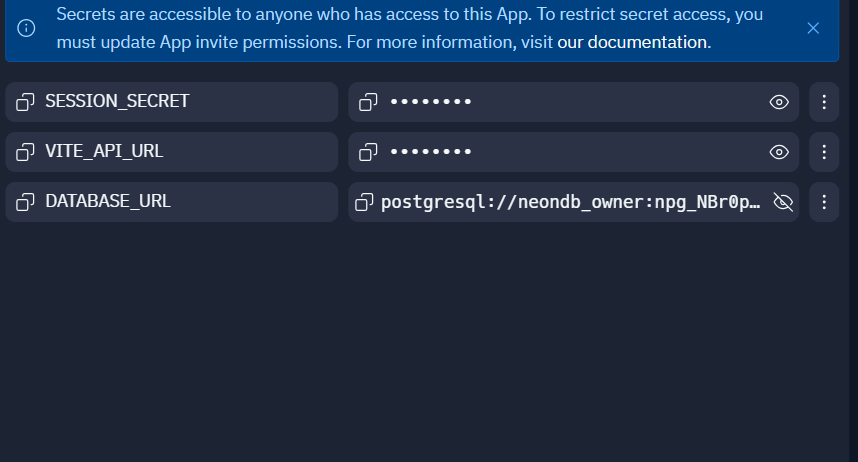 Secrets are accessible to anyone who has access to this App. To restrict secret access, you
must update App invite permissions. For more information, visit our documentation.
SESSION_SECRET ••••••••
VITE_API_URL ••••••••
DATABASE_URL postgresql://neondb_owner:npg_NBr0p…